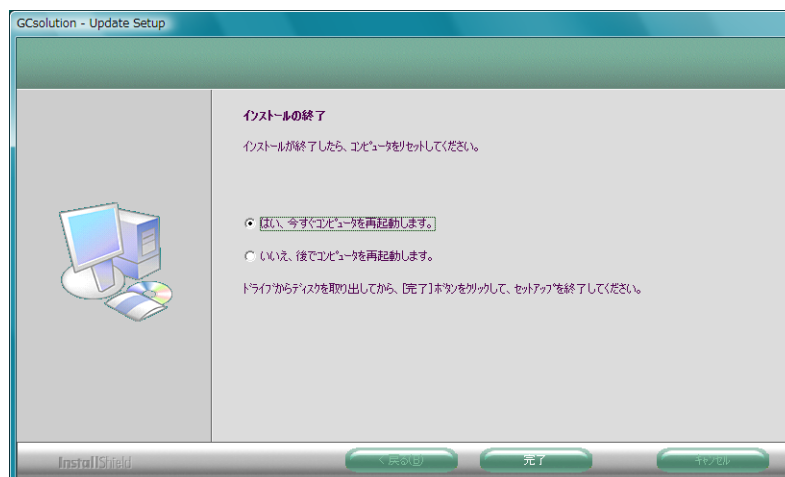 GCsolution - Update Setup
インストールの終了
インストールが終了したら、コンピュータをリセットしてください。
はい、今すぐコンピュータを再起動します。
いいえ、後でコンピュータを再起動します。
ドライブからディスクを取り出してから、[完了]ボタンをクリックして、セットアップを終了してください。
InstallShield
< 戻る(B)
完了
キャンセル